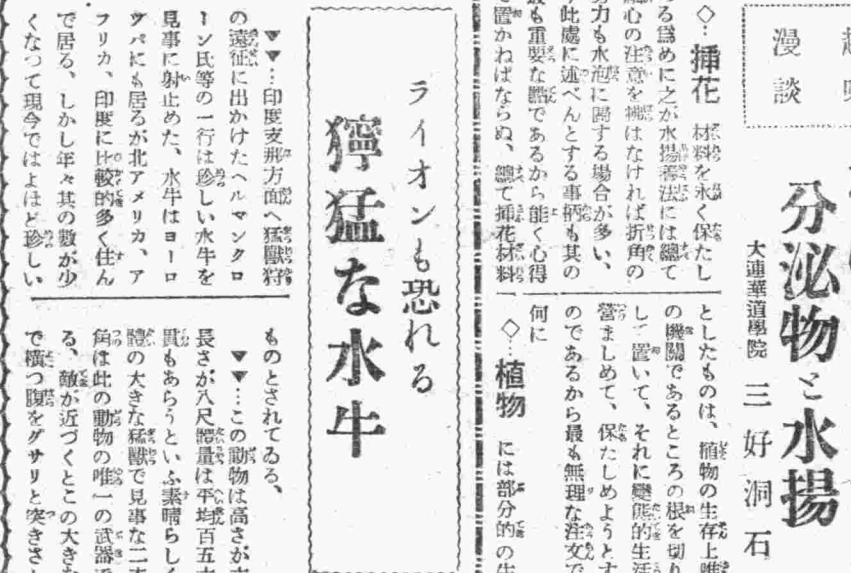 漫談
分泌物と水揚
大連華道學院 三好洞石
◇…挿花 材料を永く保たし
る爲めに之が水揚養法には總て
心の注意を拂はなければ折角の
努力も水泡に歸する場合が多い、
此處に述べんとする事柄も其の
最も重要な點であるから能く心得
置かねばならぬ、總て挿花材料
としたものは、植物の生存上唯
の機關であるところの根を切り
して置いて、それに變態的生活
營ましめて、保たしめようとす
のであるから最も無理な注文で
何に
◇…植物 には部分的の生
ライオンも恐れる
獰猛な水牛
▼▼…印度支那方面へ猛獸狩
の遠征に出かけたヘルマンクロ
ーン氏等の一行は珍しい水牛を
見事に射止めた、水牛はヨーロ
ツパにも居るが北アメリカ、ア
フリカ、印度に比較的多く住ん
で居る、しかし年々其の數が少
くなつて現今ではよほど珍しい
ものとされてゐる、
▼▼…この動物は高さが
長さが八尺體量は平均百五十
貫もあらうといふ素晴らしく
體の大きな猛獸で見事な二
角は此の動物の唯一の武器で
る、敵が近づくとこの大きな
で横つ腹をグサリと突きさ